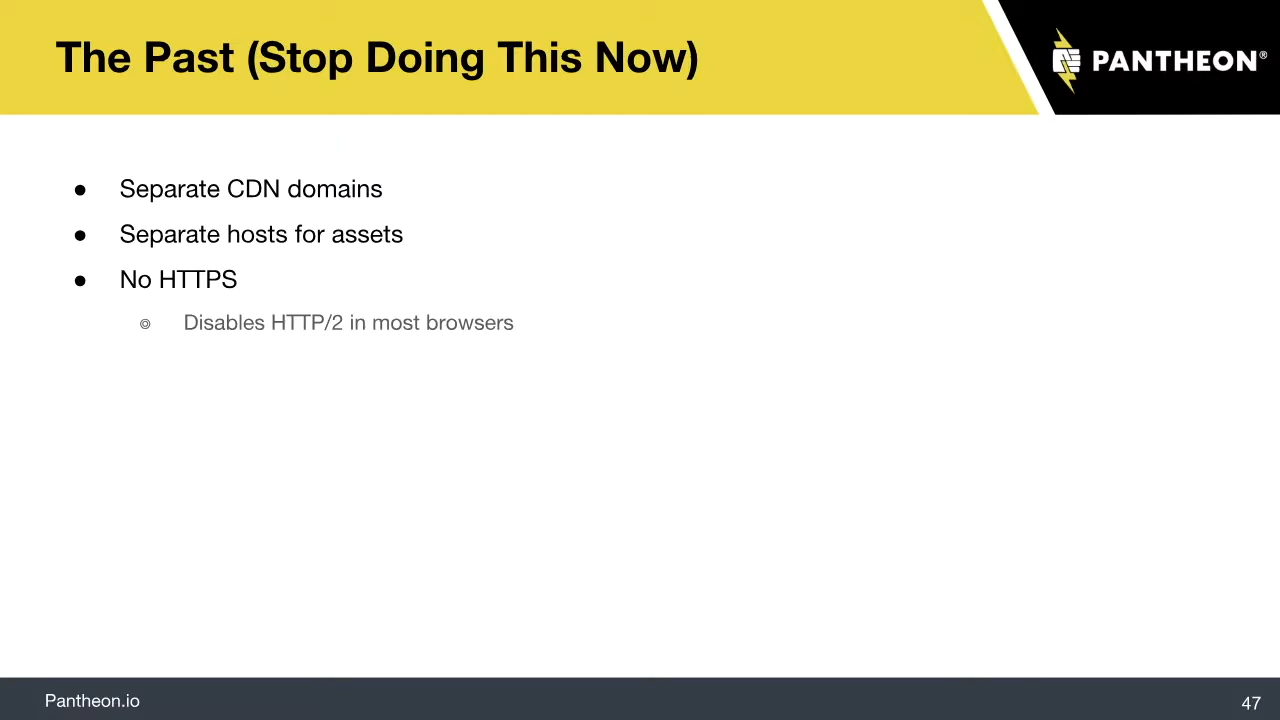 The Past (Stop Doing This Now)
PANTHEON®
● Separate CDN domains
● Separate hosts for assets
● No HTTPS
◎ Disables HTTP/2 in most browsers
Pantheon.io
47